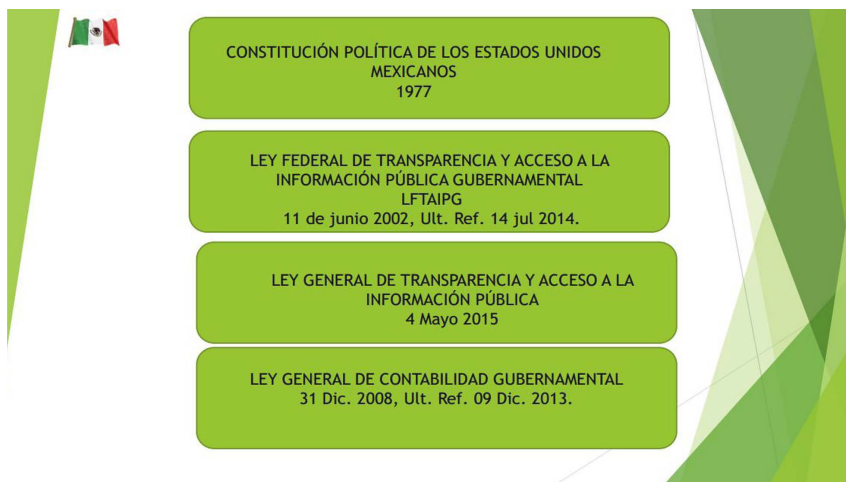 CONSTITUCIÓN POLÍTICA DE LOS ESTADOS UNIDOS
MEXICANOS
1977
LEY FEDERAL DE TRANSPARENCIA Y ACCESO A LA
INFORMACIÓN PÚBLICA GUBERNAMENTAL
LFTAIPG
11 de junio 2002, Ult. Ref. 14 jul 2014.
LEY GENERAL DE TRANSPARENCIA Y ACCESO A LA
INFORMACIÓN PÚBLICA
4 Mayo 2015
LEY GENERAL DE CONTABILIDAD GUBERNAMENTAL
31 Dic. 2008, Ult. Ref. 09 Dic. 2013.